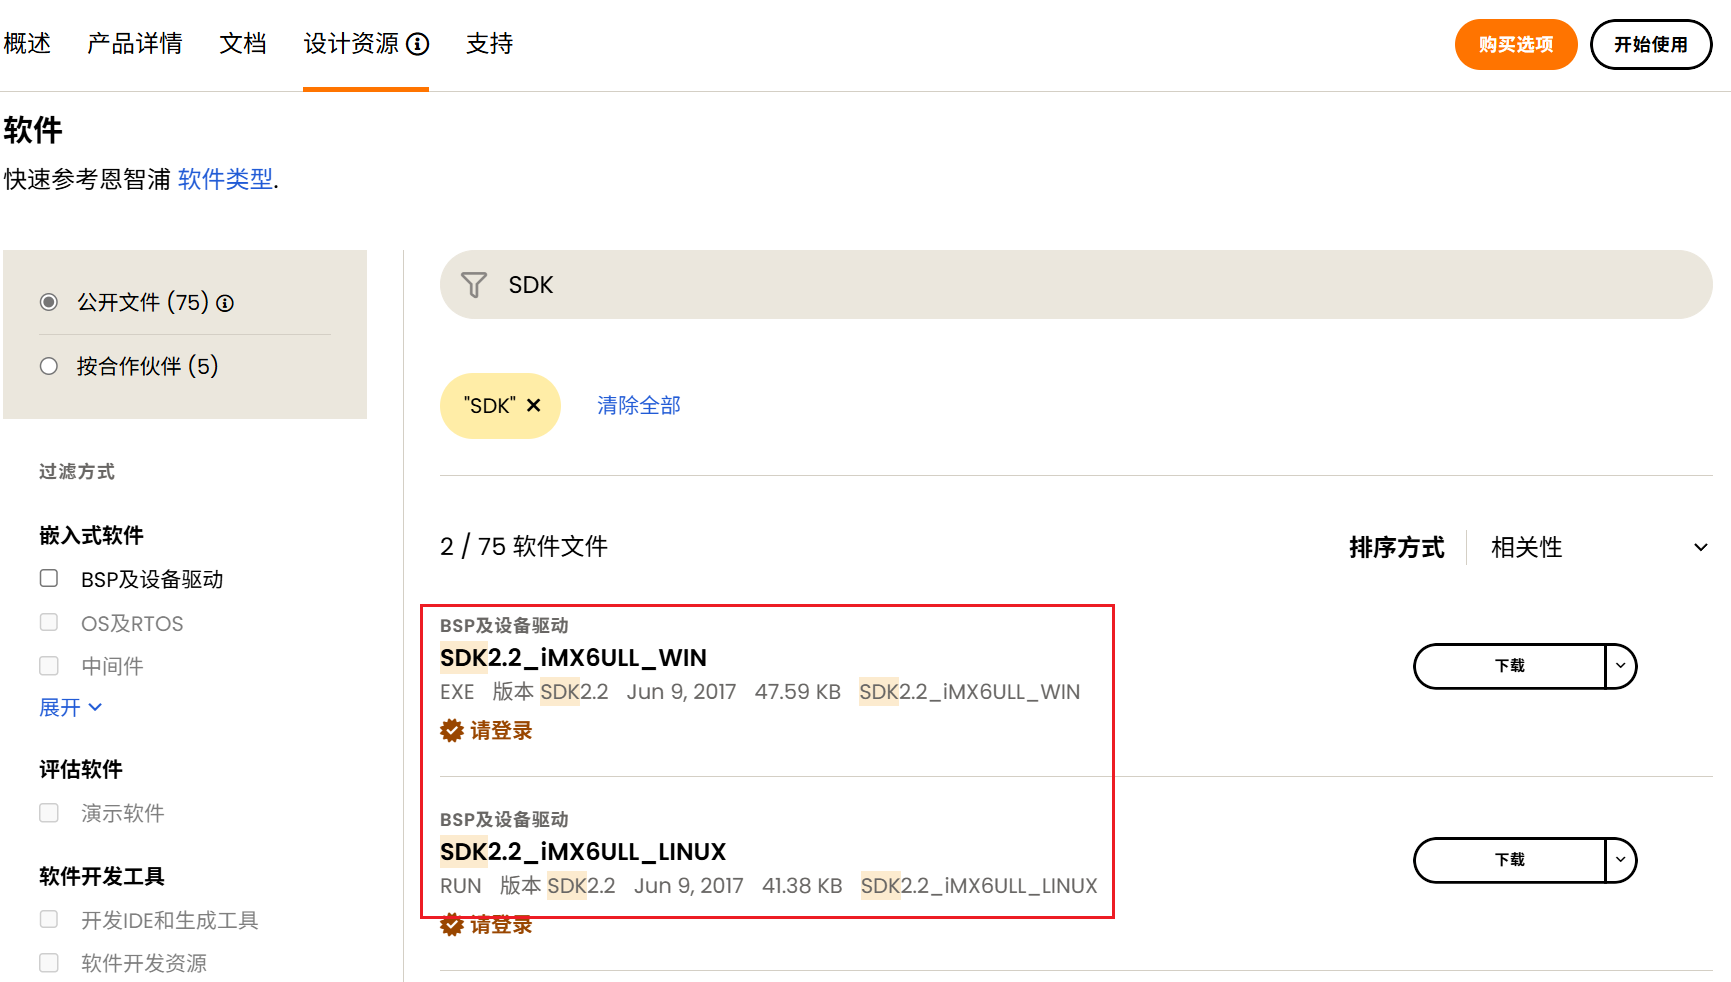 概述 产品详情 文档 设计资源 支持 购买选项 开始使用
软件
快速参考恩智浦 软件类型.
公开文件 (75)
按合作伙伴 (5)
过滤方式
嵌入式软件
BSP及设备驱动
OS及RTOS
中间件
展开
评估软件
演示软件
软件开发工具
开发IDE和生成工具
软件开发资源
SDK
"SDK" 清除全部
2 / 75 软件文件 排序方式 相关性
BSP及设备驱动
SDK2.2_iMX6ULL_WIN
EXE 版本 SDK2.2 Jun 9, 2017 47.59 KB SDK2.2_iMX6ULL_WIN
请登录
下载
BSP及设备驱动
SDK2.2_iMX6ULL_LINUX
RUN 版本 SDK2.2 Jun 9, 2017 41.38 KB SDK2.2_iMX6ULL_LINUX
请登录
下载